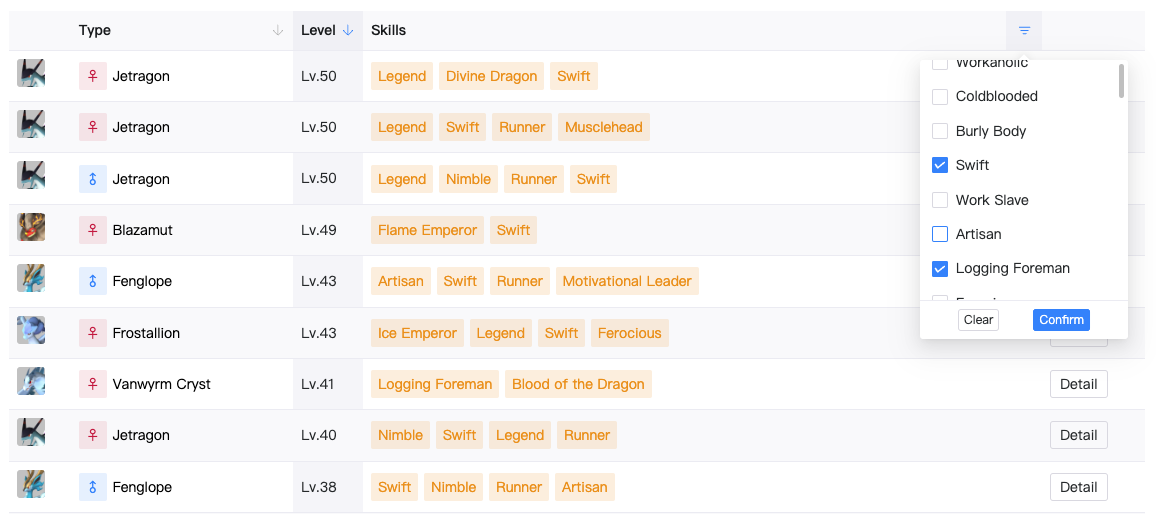 Type Level Skills
Workaholic
Jetragon Lv.50 Legend Divine Dragon Swift
Coldblooded
Jetragon Lv.50 Legend Swift Runner Musclehead
Burly Body
Swift
Jetragon Lv.50 Legend Nimble Runner Swift
Work Slave
Blazamut Lv.49 Flame Emperor Swift
Artisan
Logging Foreman
Fenglope Lv.43 Artisan Swift Runner Motivational Leader
Clear Confirm
Frostallion Lv.43 Ice Emperor Legend Swift Ferocious
Vanwyrm Cryst Lv.41 Logging Foreman Blood of the Dragon Detail
Jetragon Lv.40 Nimble Swift Legend Runner Detail
Fenglope Lv.38 Swift Nimble Runner Artisan Detail